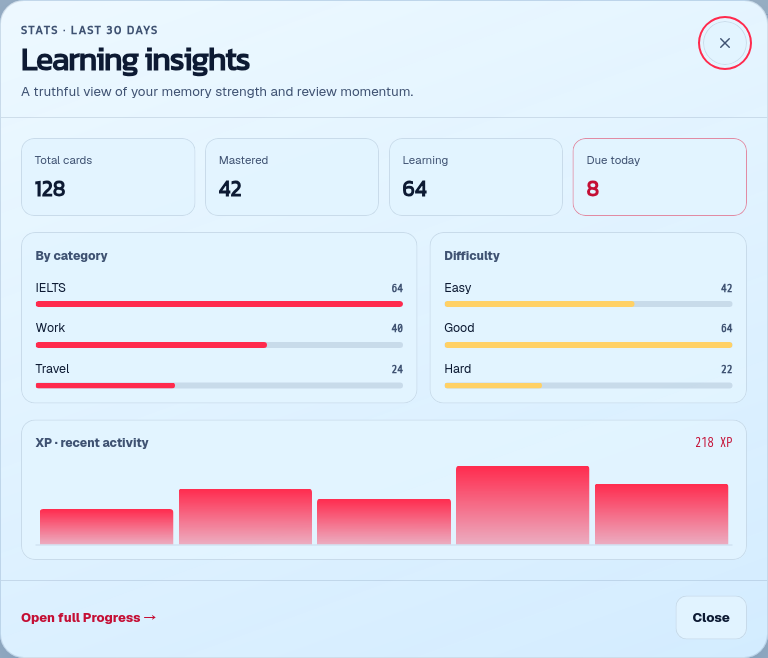 STATS · LAST 30 DAYS
Learning insights
A truthful view of your memory strength and review momentum.
Total cards
128
Mastered
42
Learning
64
Due today
8
By category
IELTS 64
Work 40
Travel 24
Difficulty
Easy 42
Good 64
Hard 22
XP · recent activity 218 XP
Open full Progress →
Close